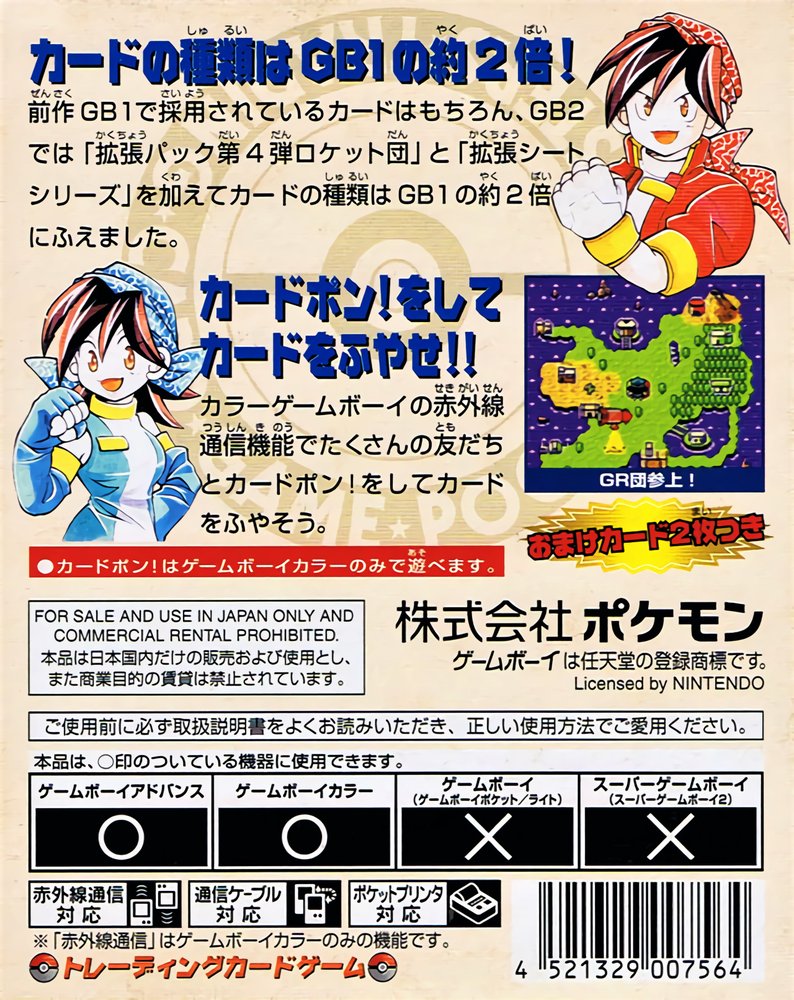 カードの種類はGB1の約2倍!
前作GB1で採用されているカードはもちろん、GB2
では「拡張パック第4弾ロケット団」と「拡張シート
シリーズ」を加えてカードの種類はGB1の約2倍
にふえました。
カードポン!をして
カードをふやせ!!
カラーゲームボーイの赤外線
通信機能でたくさんの友だち
とカードポン!をしてカード
をふやそう。
GR団参上!
おまけカード2枚つき
●カードポン!はゲームボーイカラーのみで遊べます。
FOR SALE AND USE IN JAPAN ONLY AND
COMMERCIAL RENTAL PROHIBITED.
本品は日本国内だけの販売および使用とし、
また商業目的の賃貸は禁止されています。
株式会社 ポケモン
ゲームボーイは任天堂の登録商標です。
Licensed by NINTENDO
ご使用前に必ず取扱説明書をよくお読みいただき、正しい使用方法でご愛用ください。
本品は、○印のついている機器に使用できます。
ゲームボーイアドバンス
ゲームボーイカラー
ゲームボーイ
(ゲームボーイポケット/ライト)
スーパーゲームボーイ
(スーパーゲームボーイ2)
○ ○ × ×
赤外線通信
対応
通信ケーブル
対応
ポケットプリンタ
対応
※「赤外線通信」はゲームボーイカラーのみの機能です。
トレーディングカードゲーム
4 521329 007564